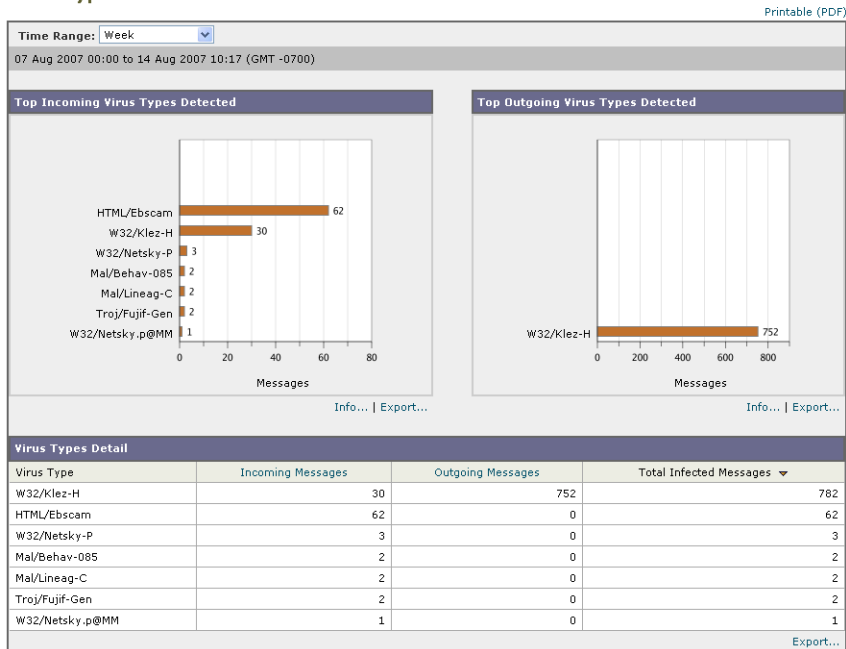 Printable (PDF)
Time Range: Week
07 Aug 2007 00:00 to 14 Aug 2007 10:17 (GMT -0700)
Top Incoming Virus Types Detected
HTML/Ebscam 62
W32/Klez-H 30
W32/Netsky-P 3
Mal/Behav-085 2
Mal/Lineag-C 2
Troj/Fujif-Gen 2
W32/Netsky.p@MM 1
0 20 40 60 80
Messages
Info... | Export...
Top Outgoing Virus Types Detected
W32/Klez-H 752
0 200 400 600 800
Messages
Info... | Export...
Virus Types Detail
Virus Type Incoming Messages Outgoing Messages Total Infected Messages
W32/Klez-H 30 752 782
HTML/Ebscam 62 0 62
W32/Netsky-P 3 0 3
Mal/Behav-085 2 0 2
Mal/Lineag-C 2 0 2
Troj/Fujif-Gen 2 0 2
W32/Netsky.p@MM 1 0 1
Export...